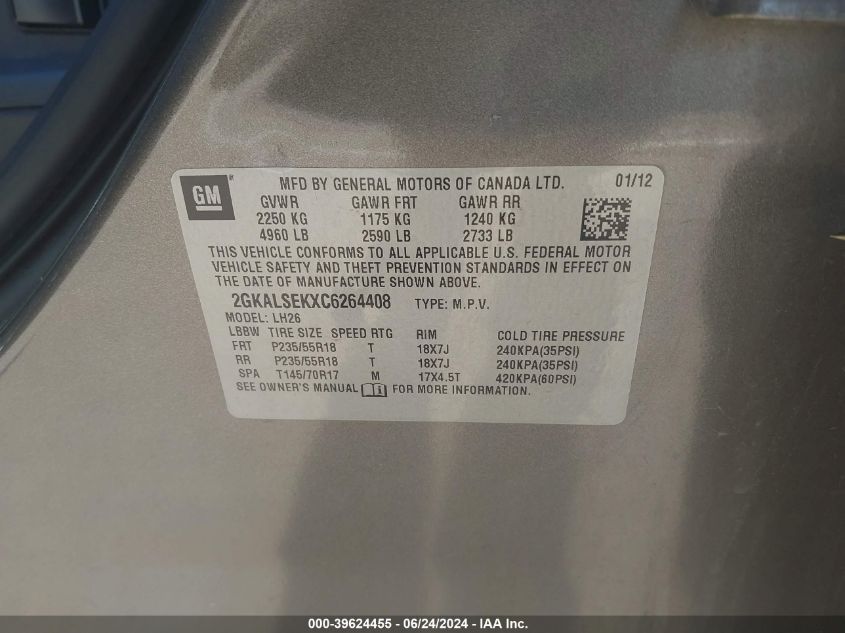 GM
MFD BY GENERAL MOTORS OF CANADA LTD. 01/12
GVWR GAWR FRT GAWR RR
2250 KG 1175 KG 1240 KG
4960 LB 2590 LB 2733 LB
THIS VEHICLE CONFORMS TO ALL APPLICABLE U.S. FEDERAL MOTOR
VEHICLE SAFETY AND THEFT PREVENTION STANDARDS IN EFFECT ON
THE DATE OF MANUFACTURE SHOWN ABOVE.
2GKALSEKXC6264408 TYPE: M.P.V.
MODEL: LH26
LBBW TIRE SIZE SPEED RTG RIM COLD TIRE PRESSURE
FRT P235/55R18 T 18X7J 240KPA(35PSI)
RR P235/55R18 T 18X7J 240KPA(35PSI)
SPA T145/70R17 M 17X4.5T 420KPA(60PSI)
SEE OWNER'S MANUAL FOR MORE INFORMATION.
000-39624455 - 06/24/2024 - IAA Inc.